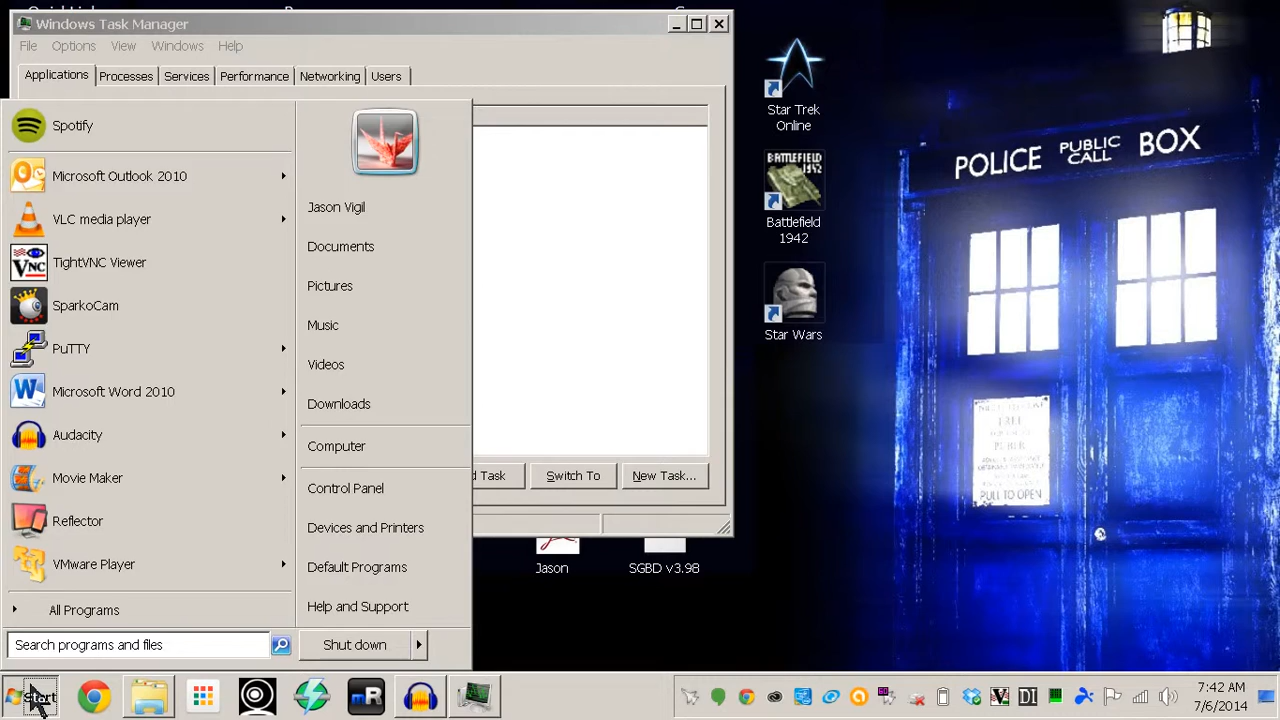 Windows Task Manager
File Options View Windows Help
Applications Processes Services Performance Networking Users
Spotify
Microsoft Outlook 2010
VLC media player
TightVNC Viewer
SparkoCam
PuTTY
Microsoft Word 2010
Audacity
Movie Maker
Reflector
VMware Player
All Programs
Search programs and files
Jason Vigil
Documents
Pictures
Music
Videos
Downloads
Computer
Control Panel
Devices and Printers
Default Programs
Help and Support
Shut down
Task
Switch To
New Task...
Jason
SGBD v3.98
Star Trek
Online
BATTLEFIELD
1942
Battlefield
1942
Star Wars
POLICE PUBLIC CALL BOX
PULL TO OPEN
Start
mR
DI
7:42 AM
7/6/2014